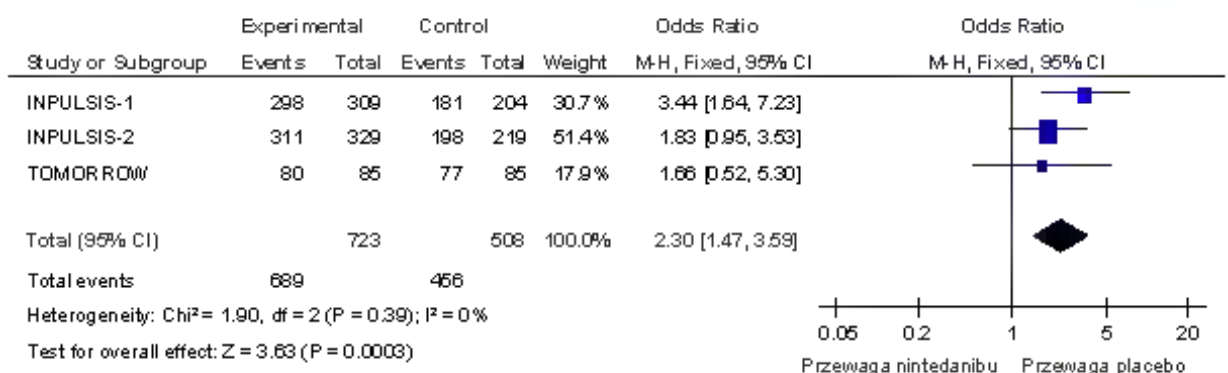 Experimental Control Odds Ratio Odds Ratio
Study or Subgroup Events Total Events Total Weight M-H, Fixed, 95% CI M-H, Fixed, 95% CI
INPULSIS-1 298 309 181 204 30.7% 3.44 [1.64, 7.23]
INPULSIS-2 311 329 198 219 51.4% 1.83 [0.95, 3.53]
TOMORROW 80 85 77 85 17.9% 1.66 [0.52, 5.30]
Total (95% CI) 723 508 100.0% 2.30 [1.47, 3.59]
Total events 689 456
Heterogeneity: Chi² = 1.90, df = 2 (P = 0.39); I² = 0%
Test for overall effect: Z = 3.63 (P = 0.0003)
0.05 0.2 1 5 20
Przewaga nintedanibu Przewaga placebo